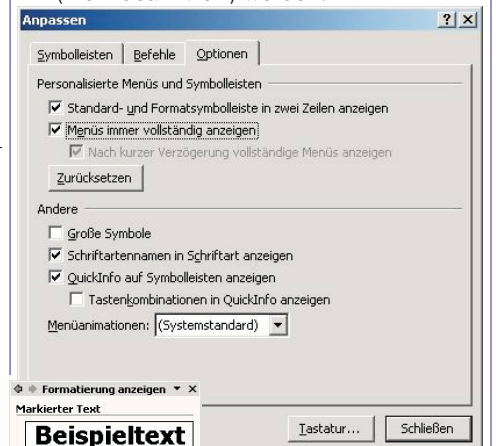 Anpassen
Symbolleisten Befehle Optionen
Personalisierte Menüs und Symbolleisten
Standard- und Formatsymbolleiste in zwei Zeilen anzeigen
Menüs immer vollständig anzeigen
Nach kurzer Verzögerung vollständige Menüs anzeigen
Zurücksetzen
Andere
Große Symbole
Schriftartennamen in Schriftart anzeigen
QuickInfo auf Symbolleisten anzeigen
Tastenkombinationen in QuickInfo anzeigen
Menüanimationen: (Systemstandard)
Formatierung anzeigen
Markierter Text
Beispieltext
Tastatur... Schließen